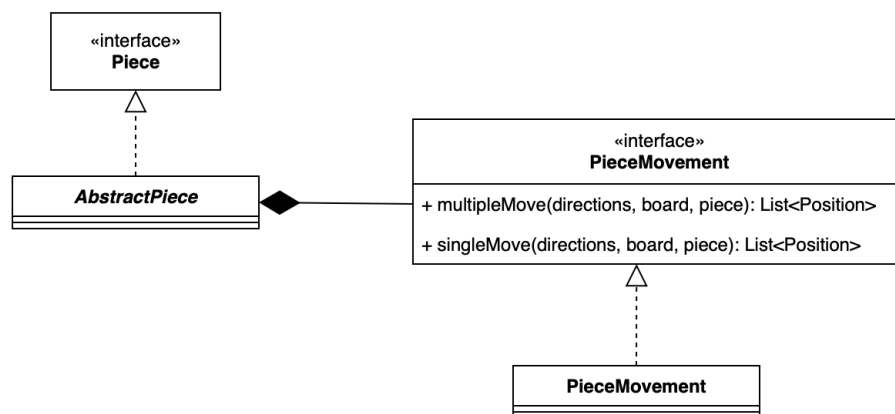 «interface»
Piece
AbstractPiece
«interface»
PieceMovement
+ multipleMove(directions, board, piece): List<Position>
+ singleMove(directions, board, piece): List<Position>
PieceMovement